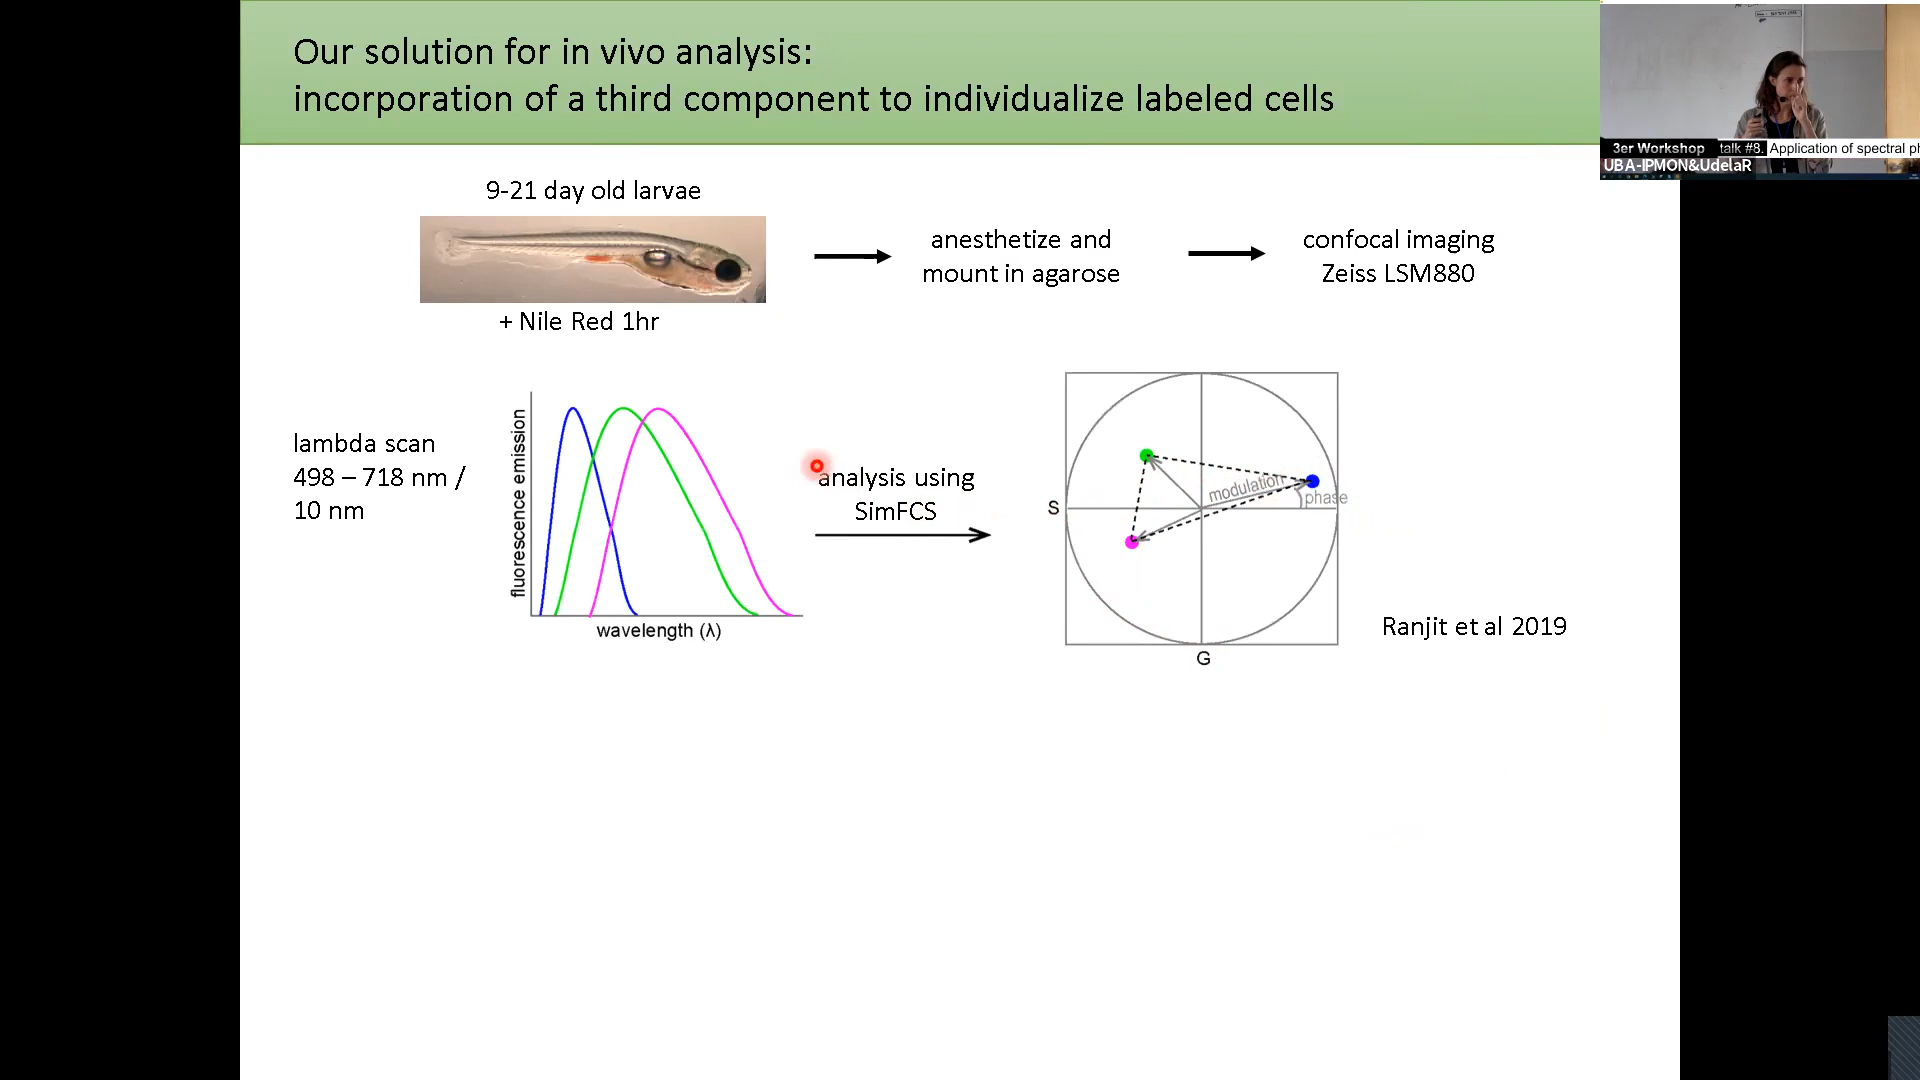 Our solution for in vivo analysis:
incorporation of a third component to individualize labeled cells
3er Workshop talk #8. Application of spectral ph
UBA-IPMON&UdelaR
9-21 day old larvae
+ Nile Red 1hr
anesthetize and
mount in agarose
confocal imaging
Zeiss LSM880
lambda scan
498 – 718 nm /
10 nm
fluorescence emission
wavelength (λ)
analysis using
SimFCS
modulation
phase
S
G
Ranjit et al 2019